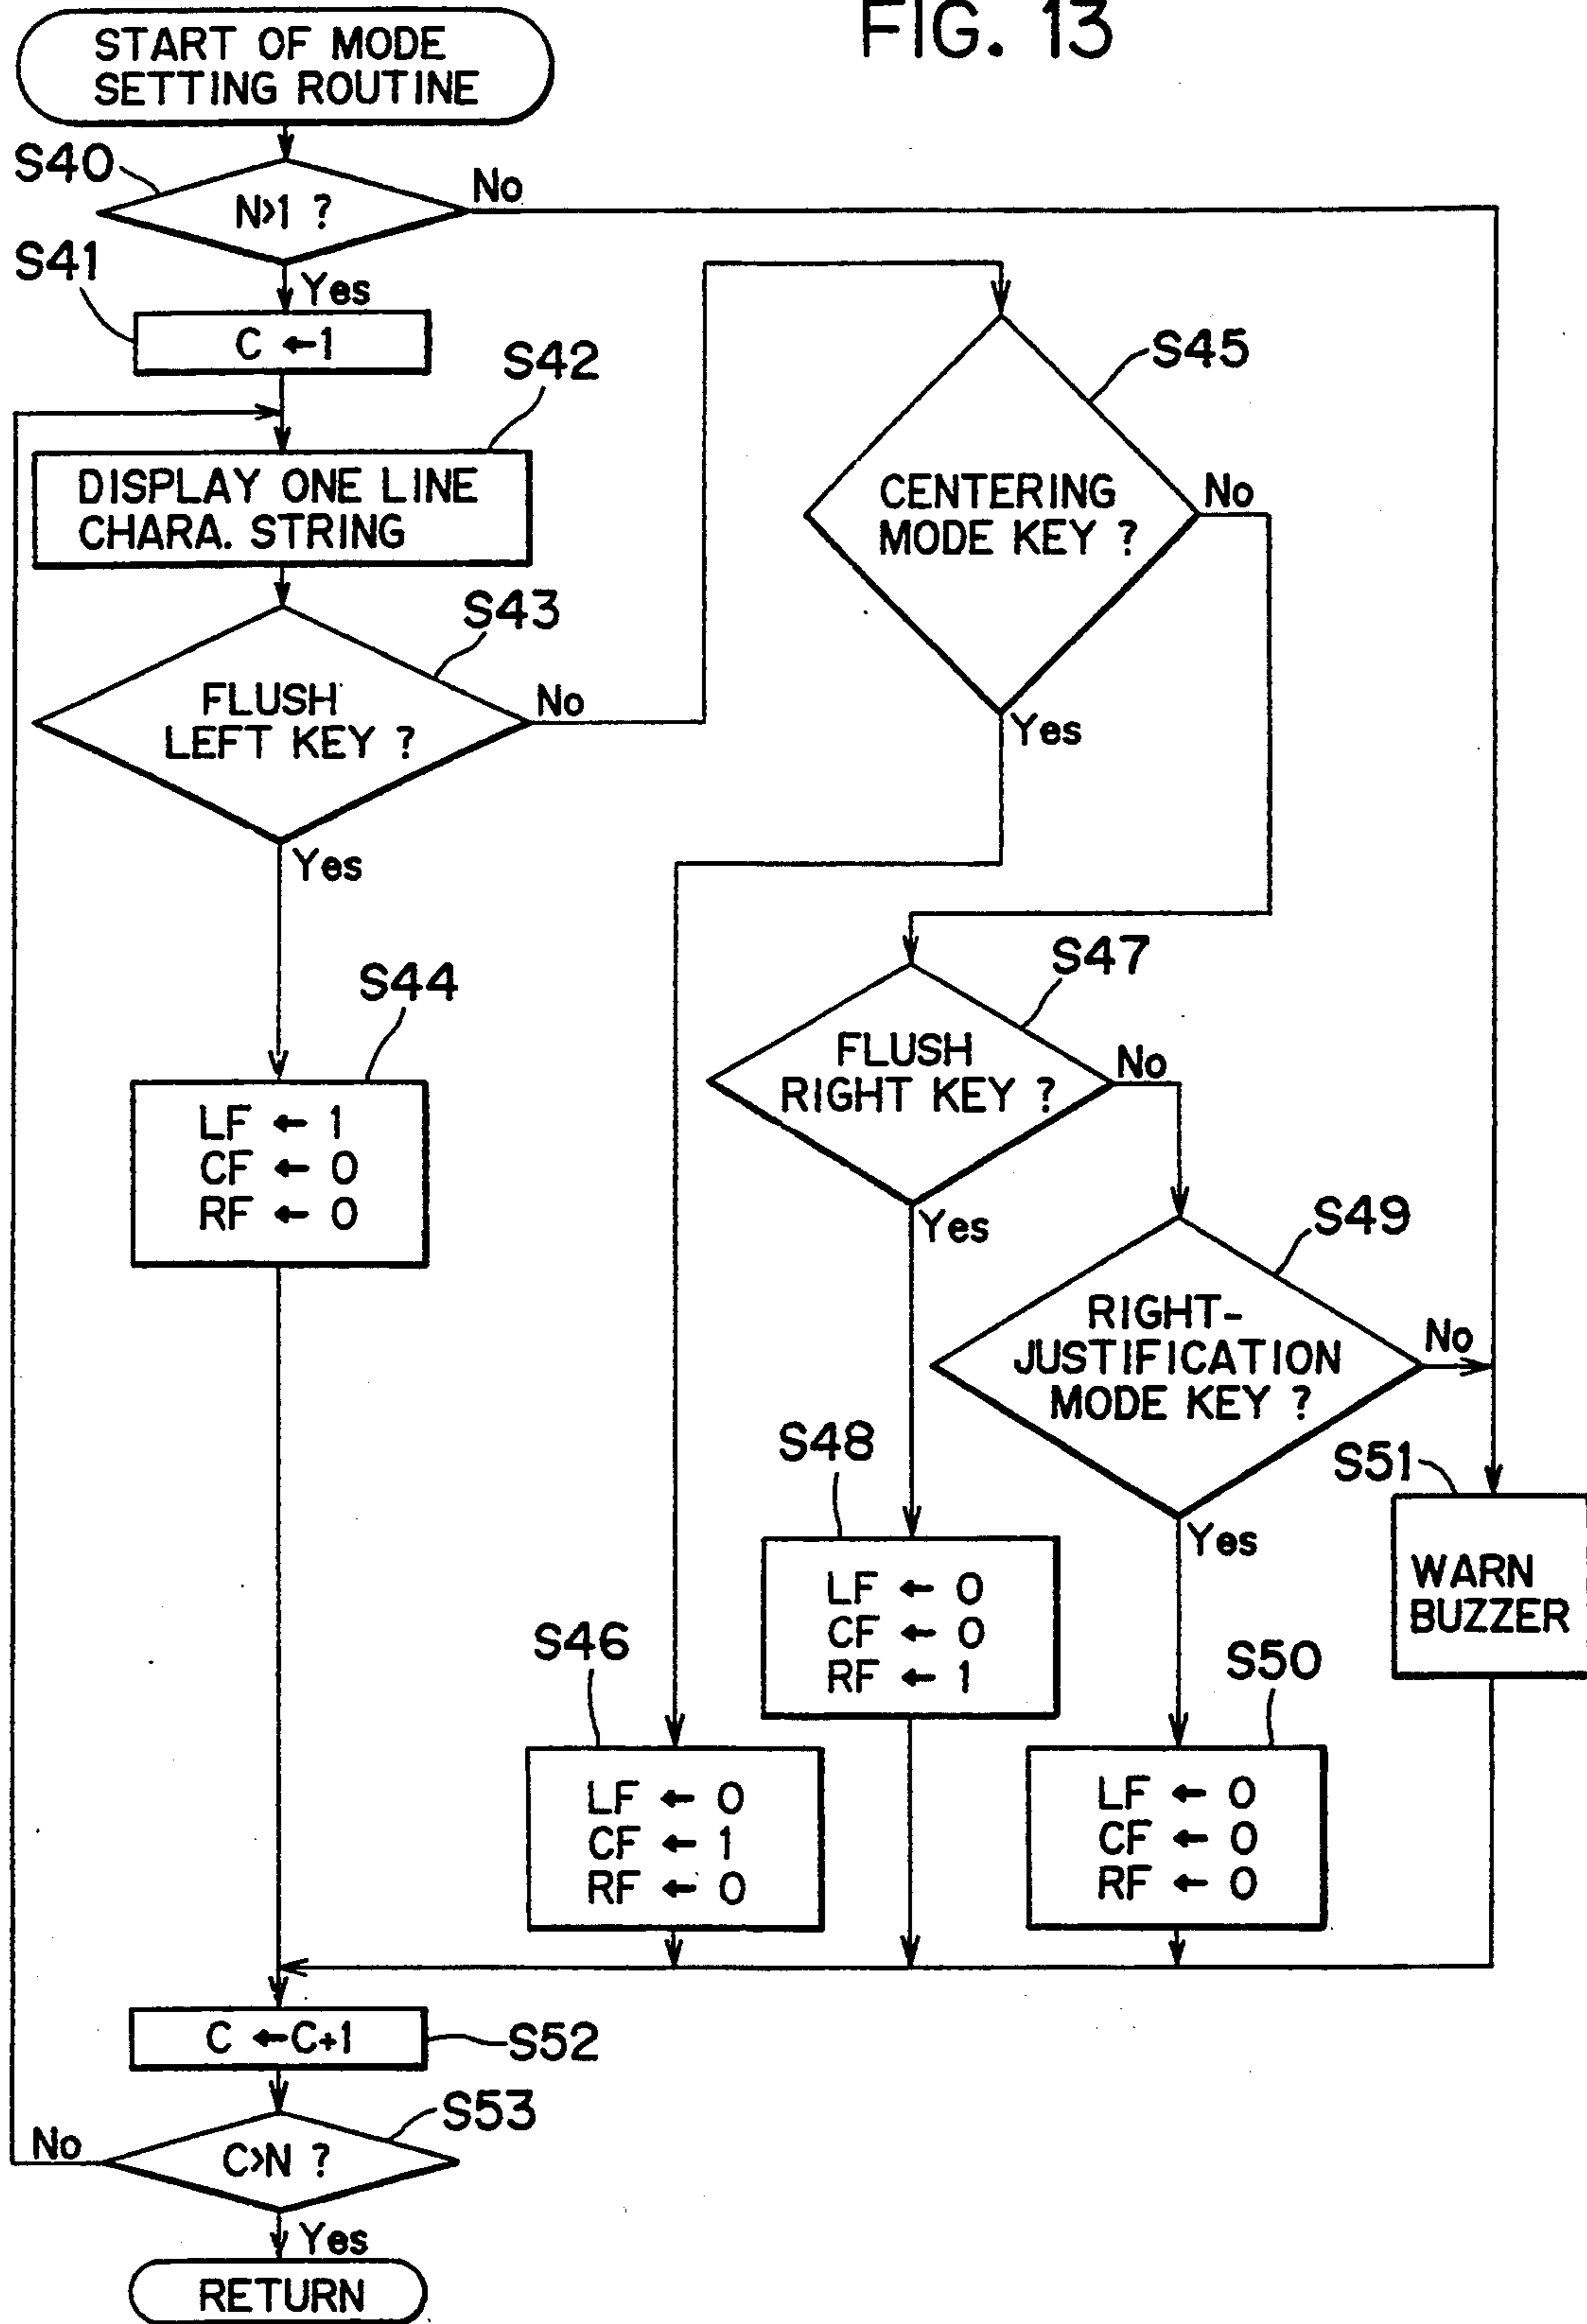 FIG. 13
START OF MODE
SETTING ROUTINE
S40
N>1 ?
No
Yes
S41
C ←1
S42
DISPLAY ONE LINE
CHARA. STRING
S43
FLUSH
LEFT KEY ?
No
Yes
S44
LF ← 1
CF ← 0
RF ← 0
S45
CENTERING
MODE KEY ?
No
Yes
S47
FLUSH
RIGHT KEY ?
No
Yes
S49
RIGHT-
JUSTIFICATION
MODE KEY ?
No
Yes
S48
LF ← 0
CF ← 0
RF ← 1
S51
WARN
BUZZER
S46
LF ← 0
CF ← 1
RF ← 0
S50
LF ← 0
CF ← 0
RF ← 0
C ←C+1
S52
S53
C>N ?
No
Yes
RETURN